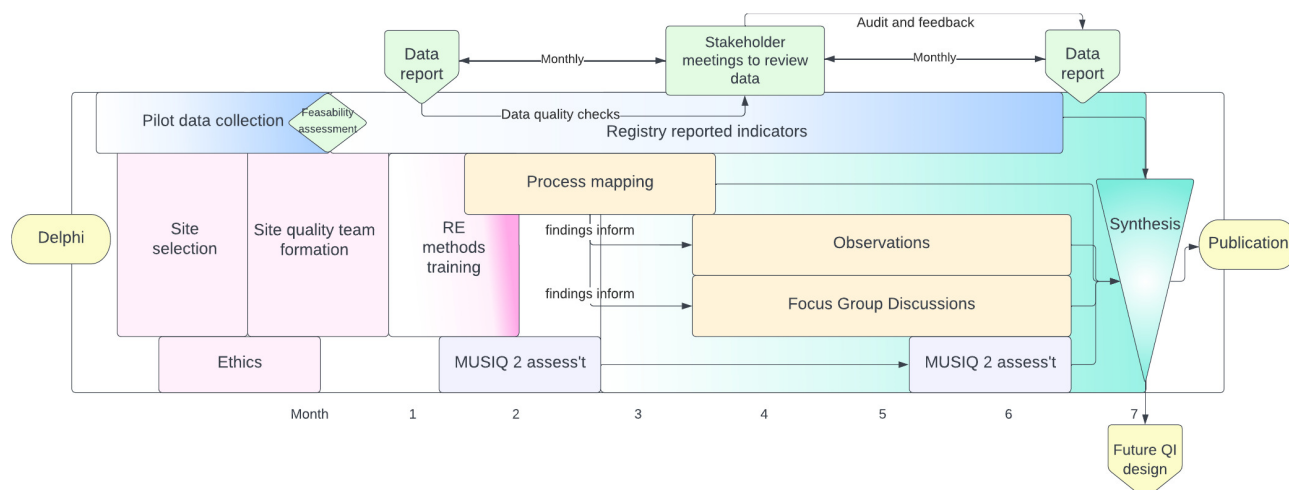 Audit and feedback
Data
report
Monthly
Stakeholder
meetings to review
data
Monthly
Data
report
Data quality checks
Pilot data collection
Feasability
assessment
Registry reported indicators
Process mapping
Delphi
Site
selection
Site quality team
formation
RE
methods
training
findings inform
Observations
findings inform
Focus Group Discussions
Synthesis
Publication
Ethics
MUSIQ 2 assess't
MUSIQ 2 assess't
Month 1 2 3 4 5 6 7
Future QI
design